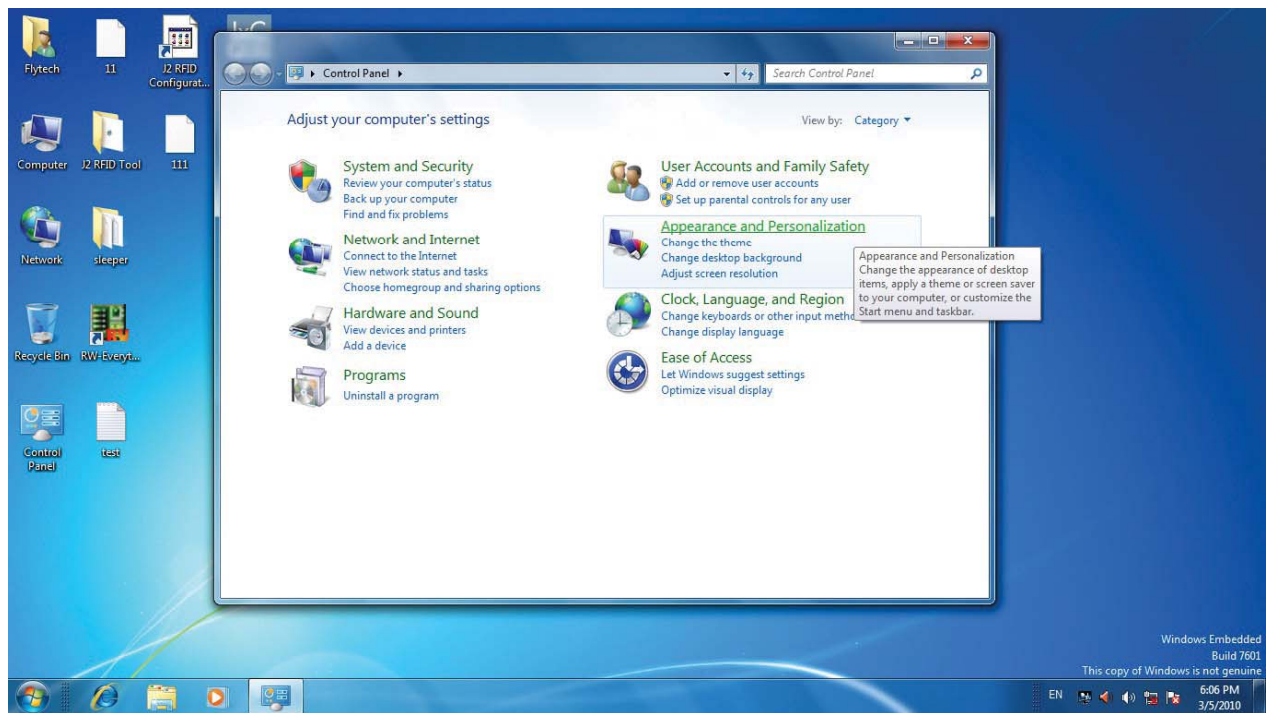 Flytech
11
J2 RFID
Configurat...
Computer
J2 RFID Tool
111
Network
sleeper
Recycle Bin
RW-Everyt...
Control
Panel
test
Control Panel
Search Control Panel
Adjust your computer's settings
View by: Category
System and Security
Review your computer's status
Back up your computer
Find and fix problems
Network and Internet
Connect to the Internet
View network status and tasks
Choose homegroup and sharing options
Hardware and Sound
View devices and printers
Add a device
Programs
Uninstall a program
User Accounts and Family Safety
Add or remove user accounts
Set up parental controls for any user
Appearance and Personalization
Change the theme
Change desktop background
Adjust screen resolution
Appearance and Personalization
Change the appearance of desktop
items, apply a theme or screen saver
to your computer, or customize the
Start menu and taskbar.
Clock, Language, and Region
Change keyboards or other input
Change display language
Ease of Access
Let Windows suggest settings
Optimize visual display
Windows Embedded
Build 7601
This copy of Windows is not genuine
EN
6:06 PM
3/5/2010